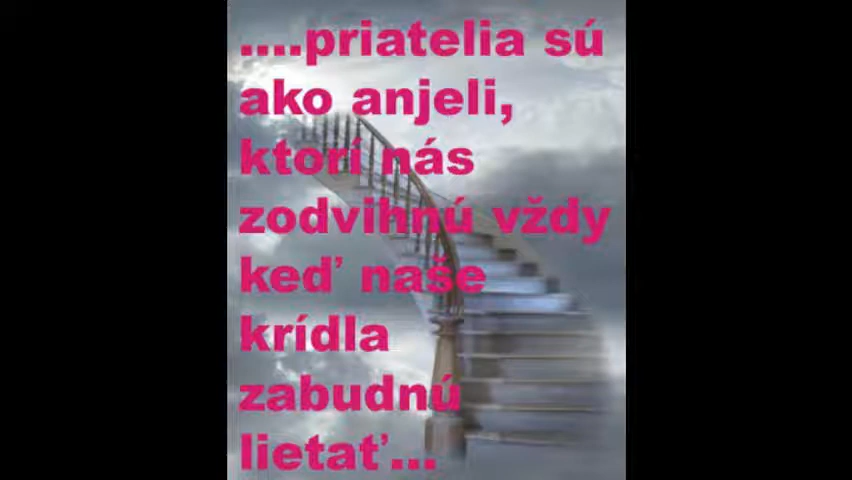 ....priatelia sú
ako anjeli,
ktorí nás
zodvihnú vždy
keď naše
krídla
zabudnú
lietať...